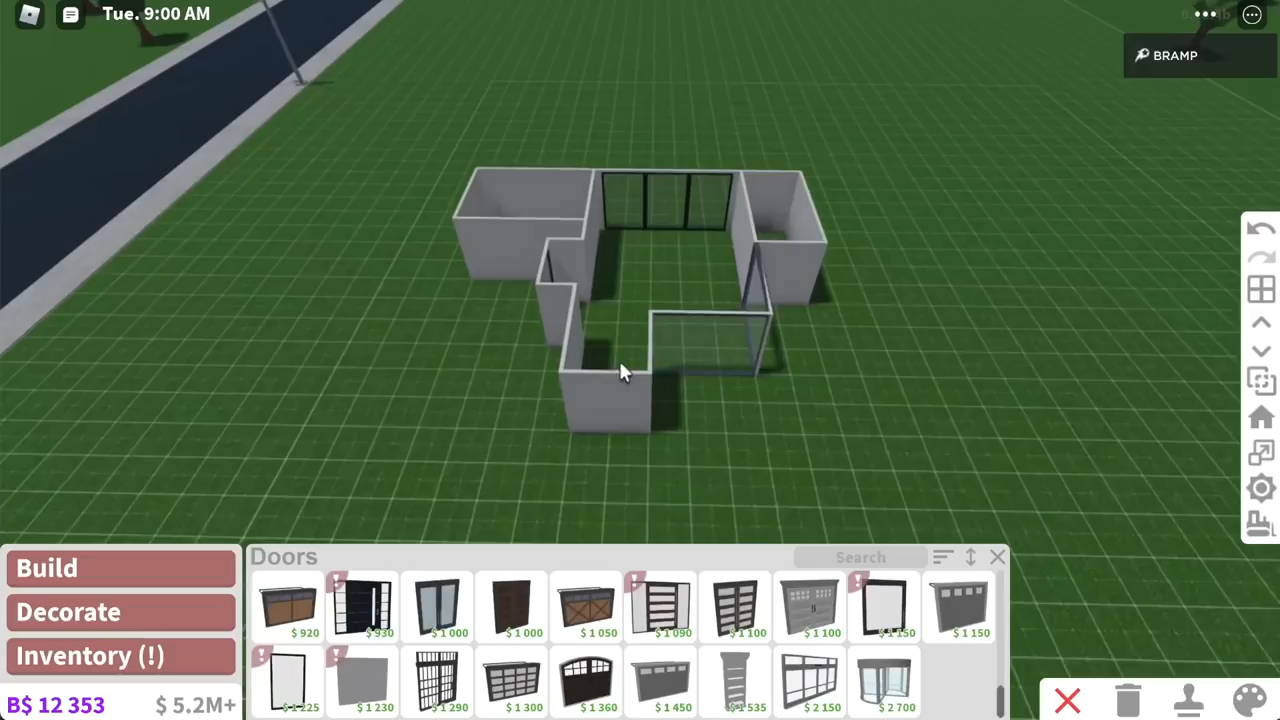 Tue. 9:00 AM
BRAMP
Doors
Search
Build
$ 920
$ 930
$ 1 000
$ 1 000
$ 1 050
$ 1 090
$ 1 100
$ 1 100
$ 1 150
$ 1 150
Decorate
Inventory (!)
$ 1 225
$ 1 230
$ 1 290
$ 1 300
$ 1 360
$ 1 450
$ 1 535
$ 2 150
$ 2 700
B$ 12 353
$ 5.2M+